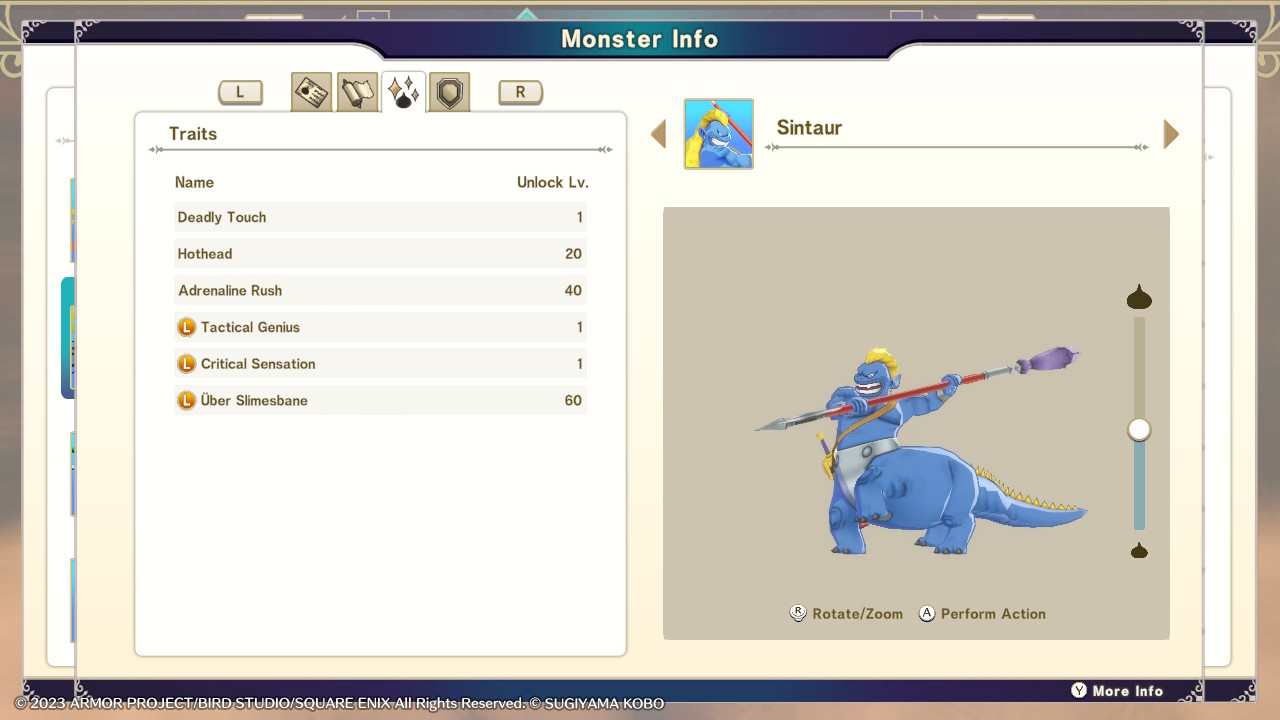 Monster Info
L
R
Traits
Name Unlock Lv.
Deadly Touch 1
Hothead 20
Adrenaline Rush 40
L Tactical Genius 1
L Critical Sensation 1
L Über Slimesbane 60
Sintaur
R Rotate/Zoom A Perform Action
Y More Info
© 2023 ARMOR PROJECT/BIRD STUDIO/SQUARE ENIX All Rights Reserved. © SUGIYAMA KOBO